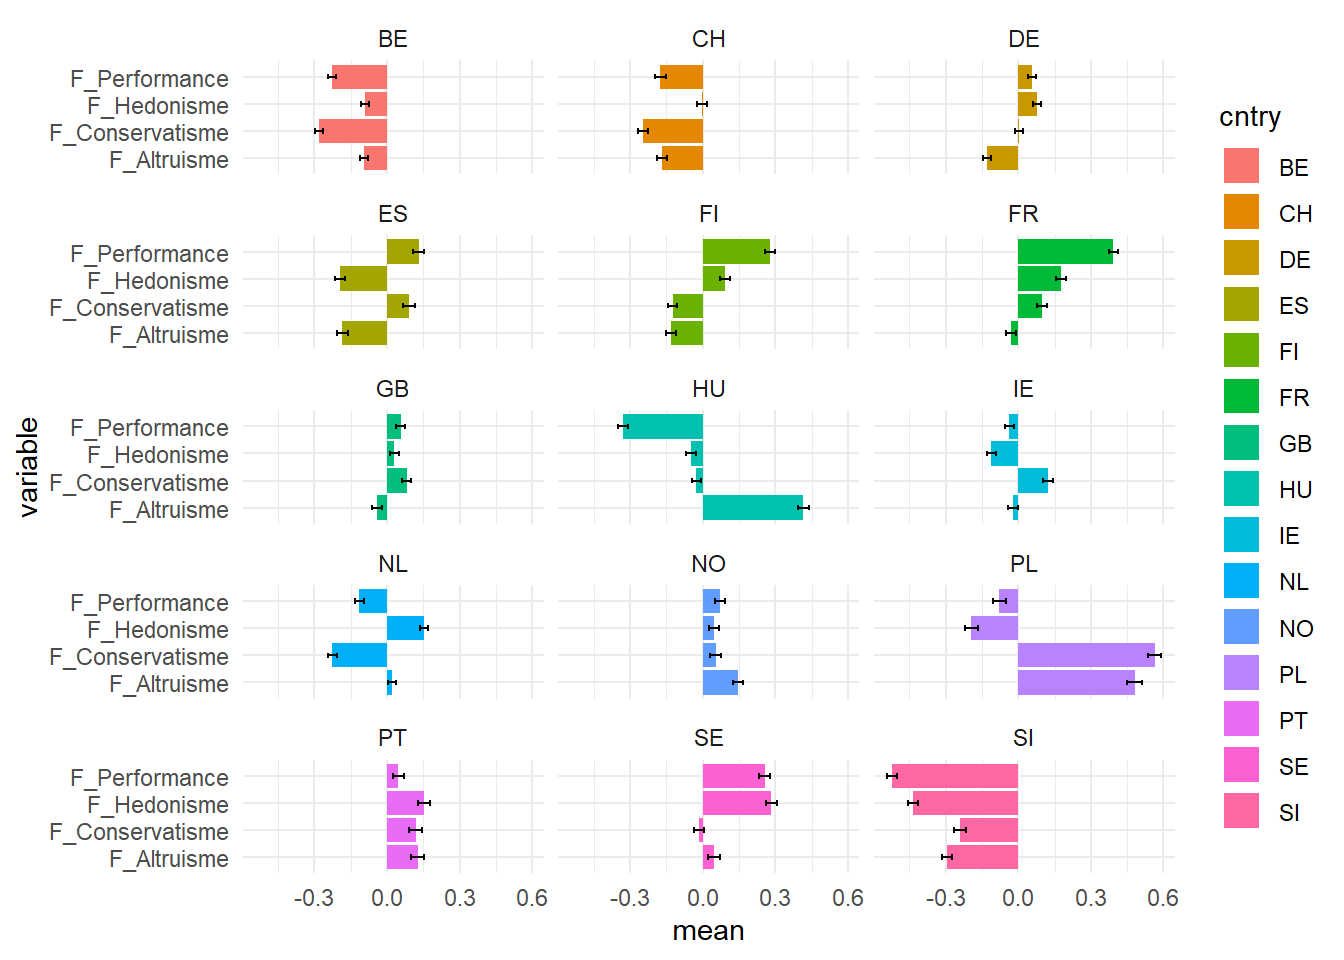 BE CH DE
F_Performance
F_Hedonisme
F_Conservatisme
F_Altruisme
ES FI FR
F_Performance
F_Hedonisme
F_Conservatisme
F_Altruisme
GB HU IE
F_Performance
F_Hedonisme
F_Conservatisme
F_Altruisme
NL NO PL
F_Performance
F_Hedonisme
F_Conservatisme
F_Altruisme
PT SE SI
F_Performance
F_Hedonisme
F_Conservatisme
F_Altruisme
-0.3 0.0 0.3 0.6 -0.3 0.0 0.3 0.6 -0.3 0.0 0.3 0.6
mean
variable
cntry
BE
CH
DE
ES
FI
FR
GB
HU
IE
NL
NO
PL
PT
SE
SI